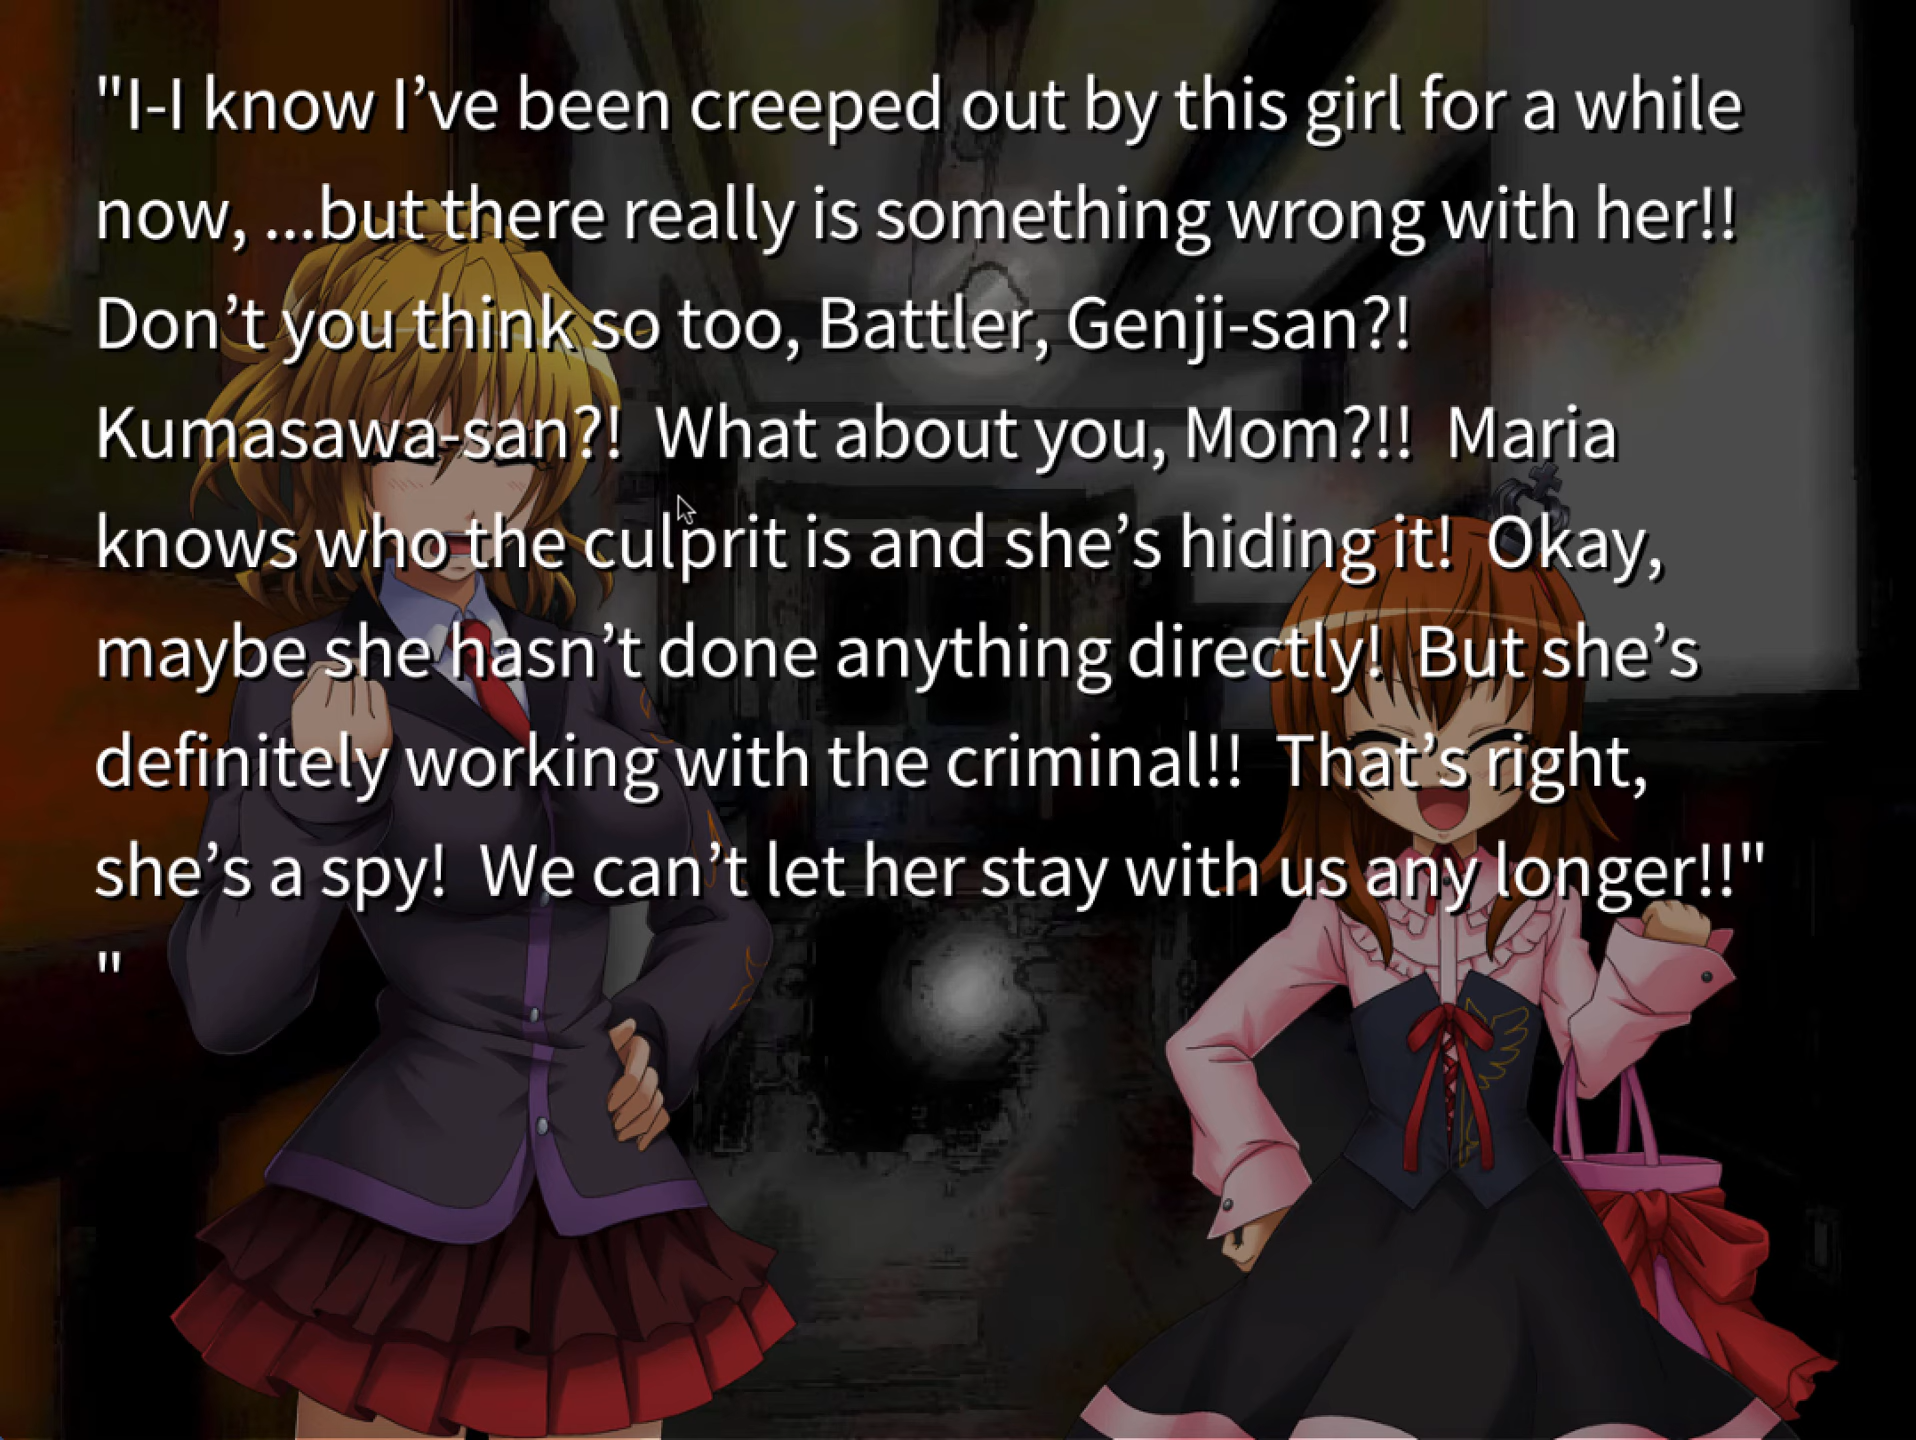 "I-I know I’ve been creeped out by this girl for a while
now, ...but there really is something wrong with her!!
Don’t you think so too, Battler, Genji-san?!
Kumasawa-san?!  What about you, Mom?!!  Maria
knows who the culprit is and she’s hiding it!  Okay,
maybe she hasn’t done anything directly!  But she’s
definitely working with the criminal!!  That’s right,
she’s a spy!  We can’t let her stay with us any longer!!"
"